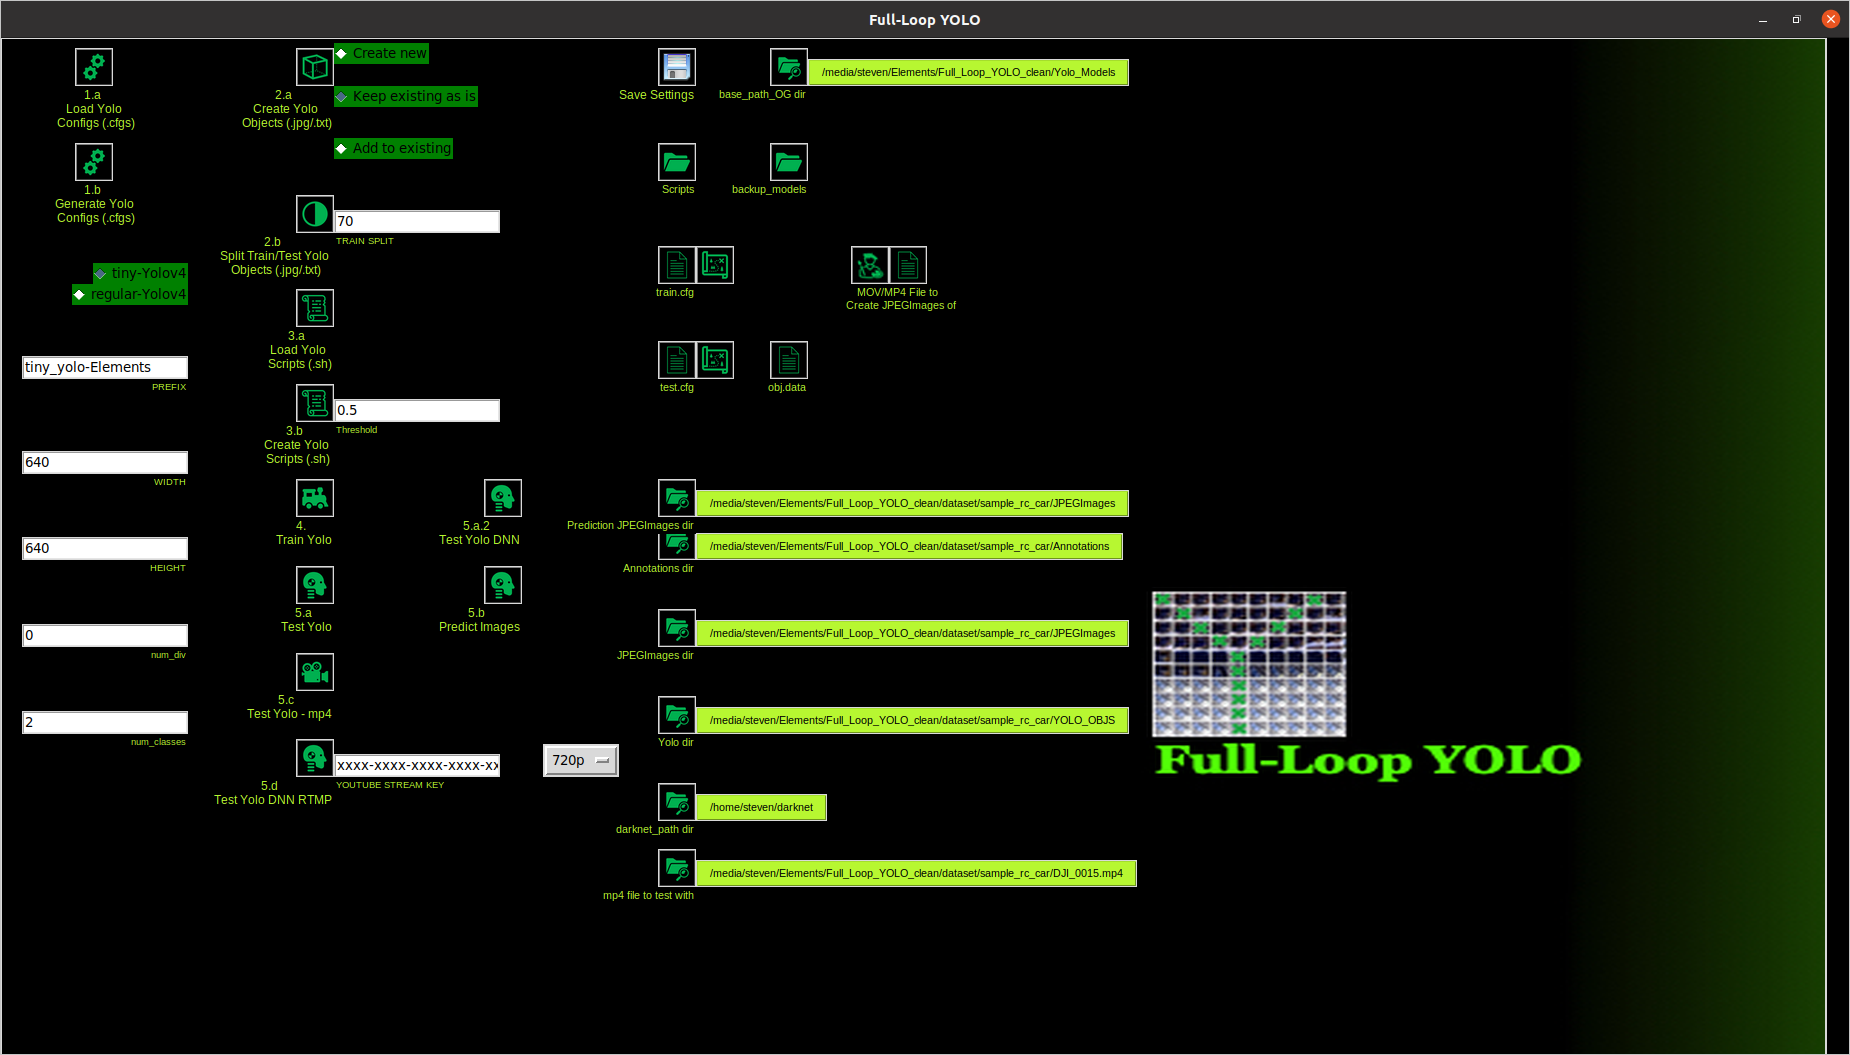 Full-Loop YOLO
1.a
Load Yolo
Configs (.cfgs)
1.b
Generate Yolo
Configs (.cfgs)
tiny-Yolov4
regular-Yolov4
tiny_yolo-Elements
PREFIX
640
WIDTH
640
HEIGHT
0
num_div
2
num_classes
2.a
Create Yolo
Objects (.jpg/.txt)
Create new
Keep existing as is
Add to existing
2.b
Split Train/Test Yolo
Objects (.jpg/.txt)
70
TRAIN SPLIT
3.a
Load Yolo
Scripts (.sh)
3.b
Create Yolo
Scripts (.sh)
0.5
Threshold
4.
Train Yolo
5.a.2
Test Yolo DNN
5.a
Test Yolo
5.b
Predict Images
5.c
Test Yolo - mp4
5.d
Test Yolo DNN RTMP
xxxx-xxxx-xxxx-xxxx-xx
YOUTUBE STREAM KEY
720p
Save Settings
base_path_OG dir
/media/steven/Elements/Full_Loop_YOLO_clean/Yolo_Models
Scripts
backup_models
train.cfg
MOV/MP4 File to
Create JPEGImages of
test.cfg
obj.data
Prediction JPEGImages dir
/media/steven/Elements/Full_Loop_YOLO_clean/dataset/sample_rc_car/JPEGImages
Annotations dir
/media/steven/Elements/Full_Loop_YOLO_clean/dataset/sample_rc_car/Annotations
JPEGImages dir
/media/steven/Elements/Full_Loop_YOLO_clean/dataset/sample_rc_car/JPEGImages
Yolo dir
/media/steven/Elements/Full_Loop_YOLO_clean/dataset/sample_rc_car/YOLO_OBJS
darknet_path dir
/home/steven/darknet
mp4 file to test with
/media/steven/Elements/Full_Loop_YOLO_clean/dataset/sample_rc_car/DJI_0015.mp4
Full-Loop YOLO